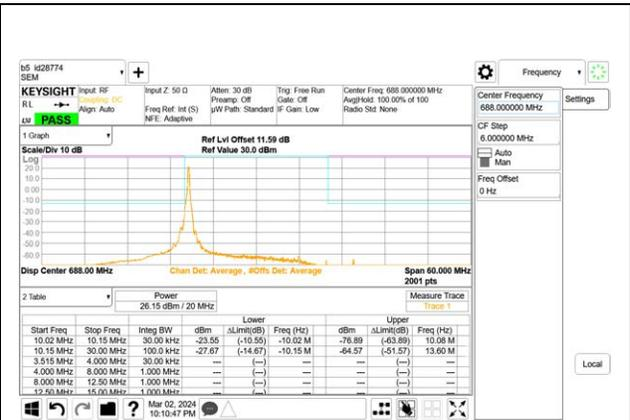 b5 id28774
SEM
Frequency
KEYSIGHT Input: RF Input Z: 50 Ω Atten: 30 dB Trig: Free Run Center Freq: 688.000000 MHz
RL Coupling: DC Preamp: Off Gate: Off Avg|Hold: 100.00% of 100
Align: Auto Freq Ref: Int (S) µW Path: Standard IF Gain: Low Radio Std: None
NFE: Adaptive
PASS
Center Frequency
688.000000 MHz
Settings
CF Step
6.000000 MHz
Auto
Man
Freq Offset
0 Hz
1 Graph
Scale/Div 10 dB
Ref Lvl Offset 11.59 dB
Ref Value 30.0 dBm
Log
20.0
10.0
0.00
-10.0
-20.0
-30.0
-40.0
-50.0
-60.0
Disp Center 688.00 MHz Chan Det: Average , #Offs Det: Average Span 60.000 MHz
2001 pts
2 Table
Power
26.15 dBm / 20 MHz
Measure Trace
Trace 1
Lower Upper
Start Freq Stop Freq Integ BW dBm ΔLimit(dB) Freq (Hz) dBm ΔLimit(dB) Freq (Hz)
10.02 MHz 10.15 MHz 30.00 kHz -23.55 (-10.55) -10.02 M -76.89 (-63.89) 10.08 M
10.15 MHz 30.00 MHz 100.0 kHz -27.67 (-14.67) -10.15 M -64.57 (-51.57) 13.60 M
3.515 MHz 4.000 MHz 30.00 kHz --- (---) --- --- (---) ---
4.000 MHz 8.000 MHz 1.000 MHz --- (---) --- --- (---) ---
8.000 MHz 12.50 MHz 1.000 MHz --- (---) --- --- (---) ---
12.50 MHz 15.00 MHz 1.000 MHz --- (---) --- --- (---) ---
Local
Mar 02, 2024
10:10:47 PM